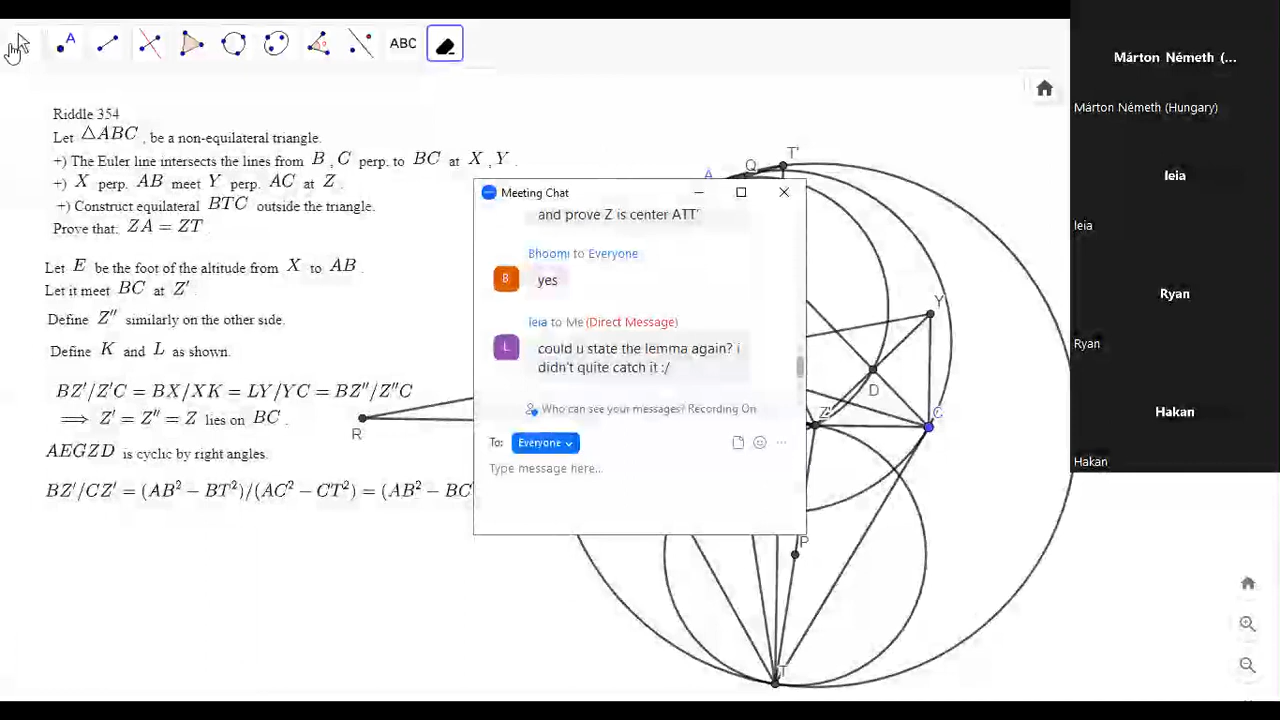 ABC
Riddle 354
Let △ABC , be a non-equilateral triangle.
+) The Euler line intersects the lines from B , C perp. to BC at X , Y .
+) X perp. AB meet Y perp. AC at Z .
+) Construct equilateral BTC outside the triangle.
Prove that: ZA = ZT
Let E be the foot of the altitude from X to AB .
Let it meet BC at Z′ .
Define Z″ similarly on the other side.
Define K and L as shown.
BZ′/Z′C = BX/XK = LY/YC = BZ″/Z″C
⟹ Z′ = Z″ = Z lies on BC .
AEGZD is cyclic by right angles.
BZ′/CZ′ = (AB² − BT²)/(AC² − CT²) = (AB² − BC
Meeting Chat
and prove Z is center ATT'
Bhoomi to Everyone
B
yes
leia to Me (Direct Message)
L
could u state the lemma again? i
didn't quite catch it :/
Who can see your messages? Recording On
To: Everyone
Type message here...
A
Q
T'
Y
D
C
Z
R
P
T
Márton Németh (...
Márton Németh (Hungary)
leia
leia
Ryan
Ryan
Hakan
Hakan